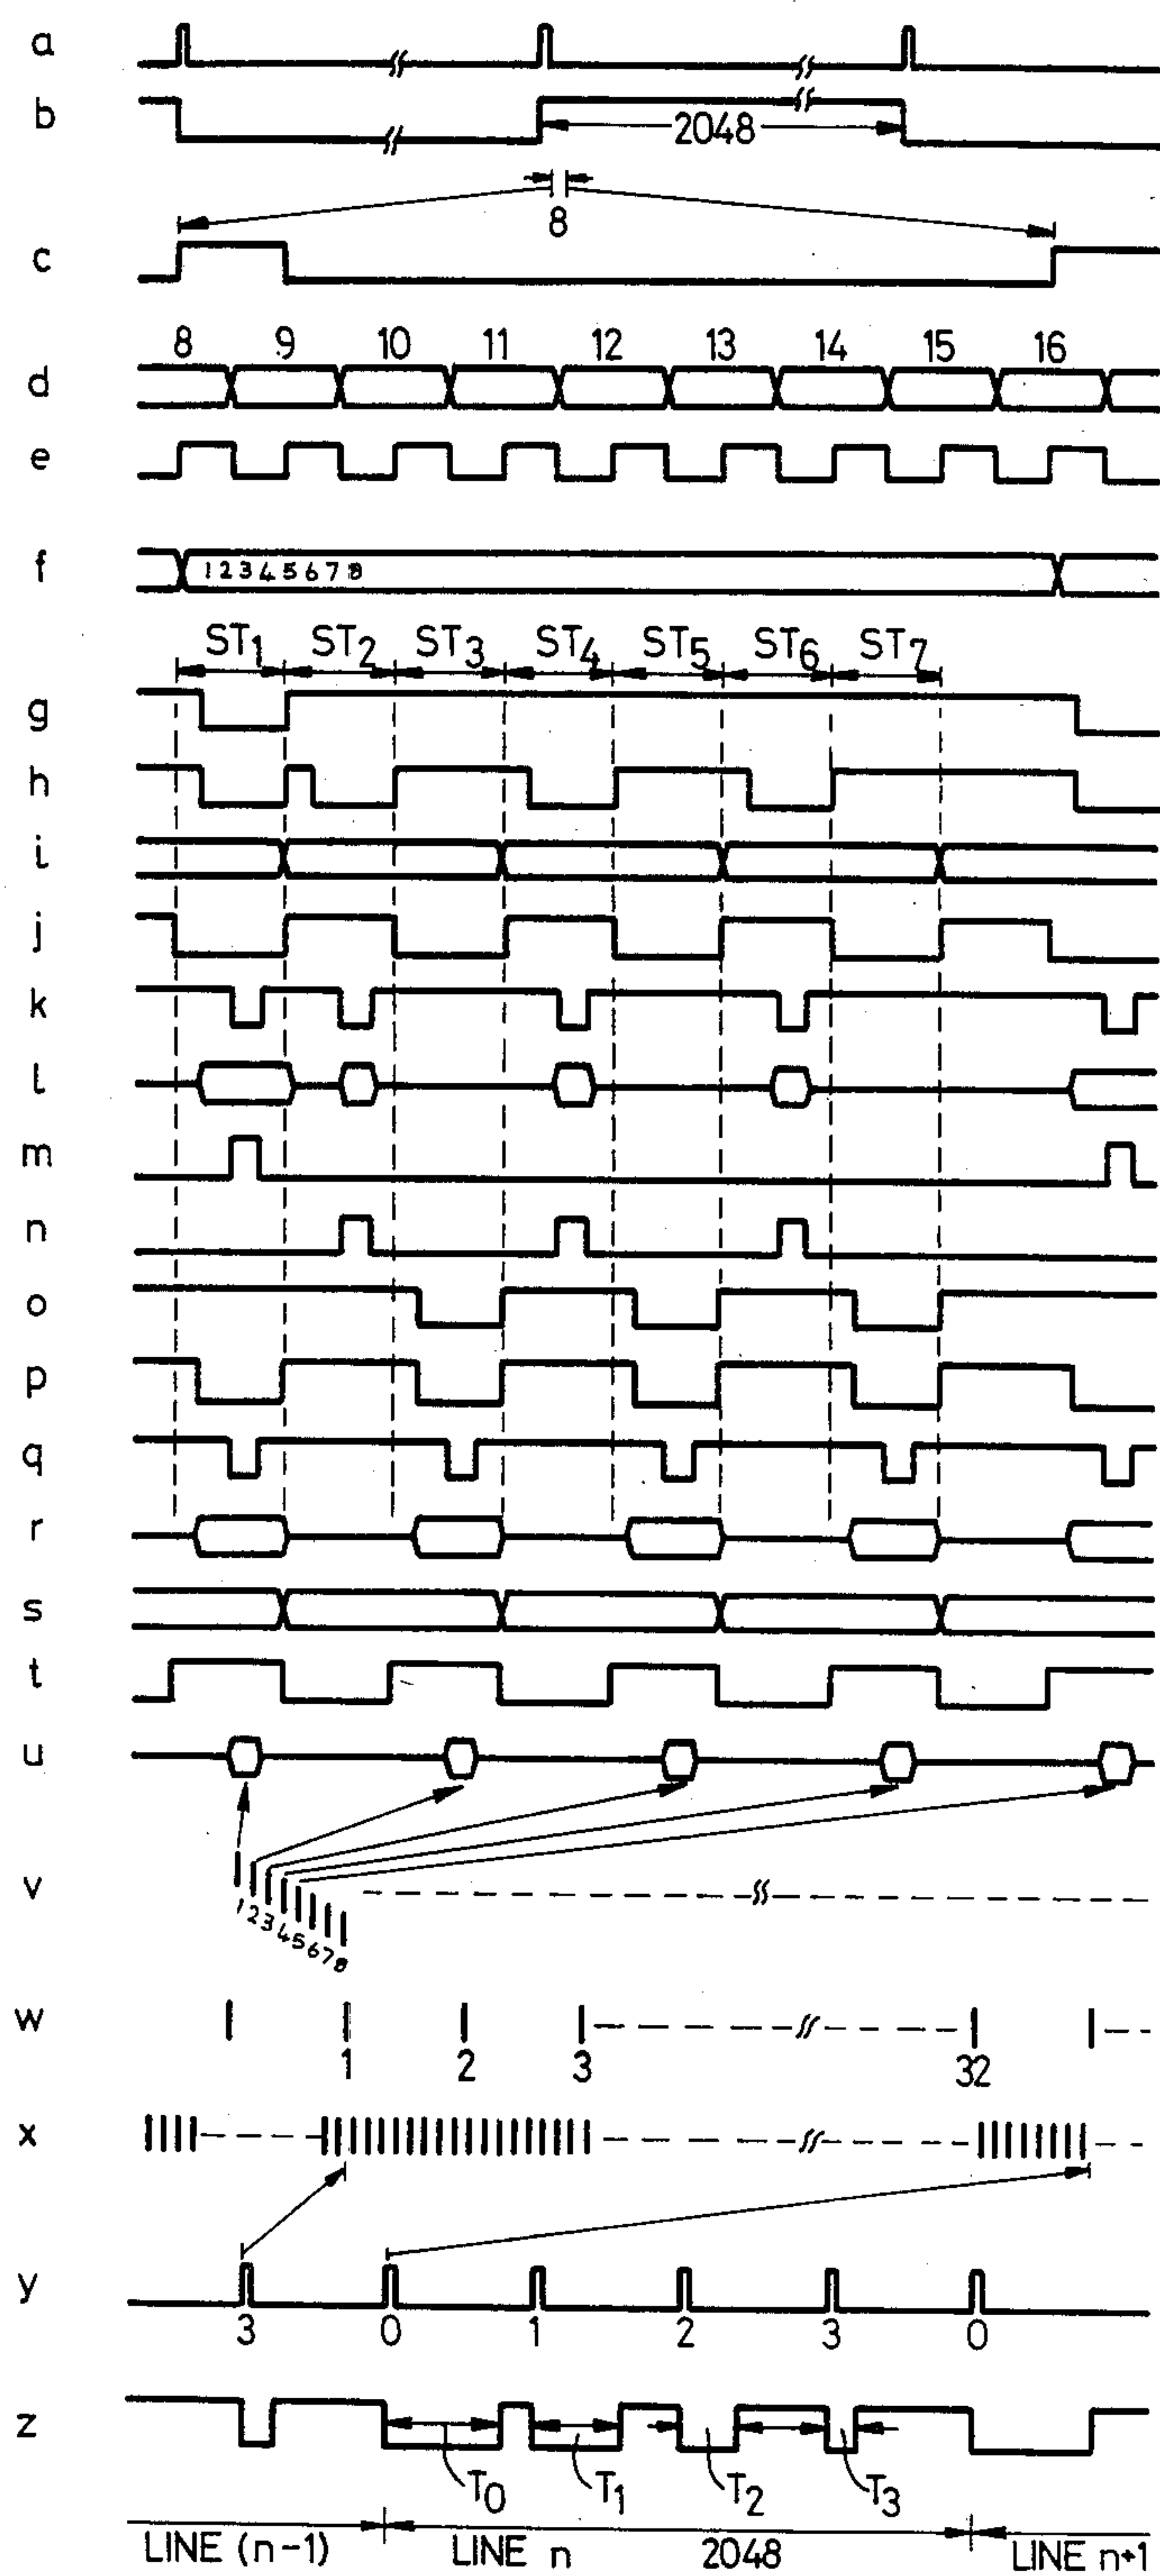 a
b
2048
8
c
8 9 10 11 12 13 14 15 16
d
e
f 12345678
ST1 ST2 ST3 ST4 ST5 ST6 ST7
g
h
i
j
k
l
m
n
o
p
q
r
s
t
u
v
12345678
w
1 2 3 32
x
y
3 0 1 2 3 0
z
T0 T1 T2 T3
LINE (n-1) LINE n 2048 LINE n+1